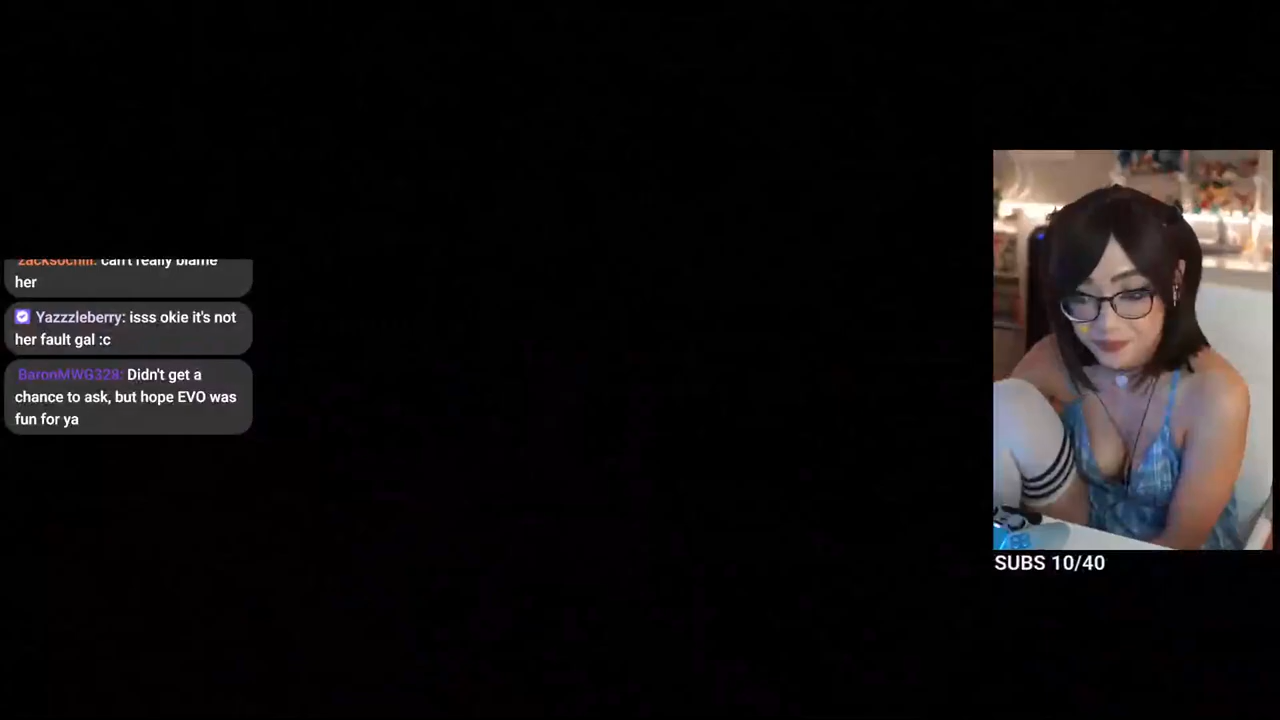 zacksochill: can't really blame
her
Yazzzleberry: isss okie it's not
her fault gal :c
BaronMWG328: Didn't get a
chance to ask, but hope EVO was
fun for ya
SUBS 10/40